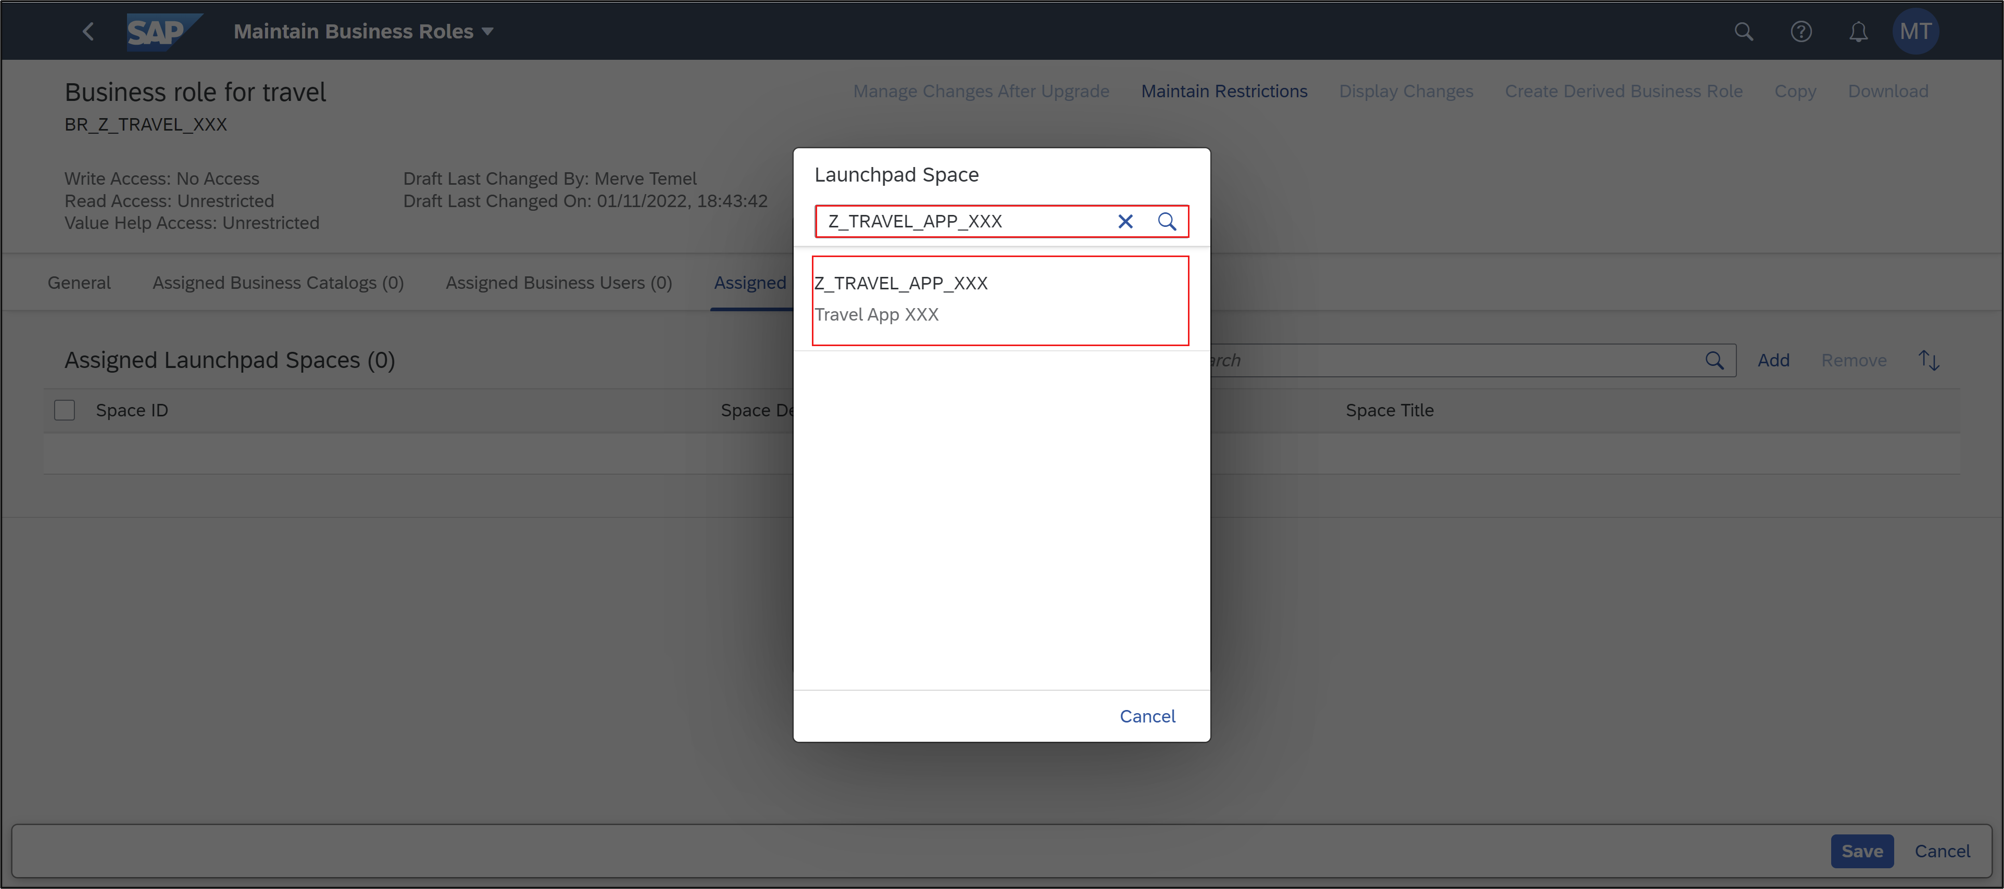 SAP Maintain Business Roles MT
Business role for travel
Manage Changes After Upgrade Maintain Restrictions Display Changes Create Derived Business Role Copy Download
BR_Z_TRAVEL_XXX
Write Access: No Access
Read Access: Unrestricted
Value Help Access: Unrestricted
Draft Last Changed By: Merve Temel
Draft Last Changed On: 01/11/2022, 18:43:42
General Assigned Business Catalogs (0) Assigned Business Users (0) Assigned
Launchpad Space
Z_TRAVEL_APP_XXX
Z_TRAVEL_APP_XXX
Travel App XXX
Cancel
Assigned Launchpad Spaces (0)
Add Remove
Space ID Space De Space Title
Save Cancel